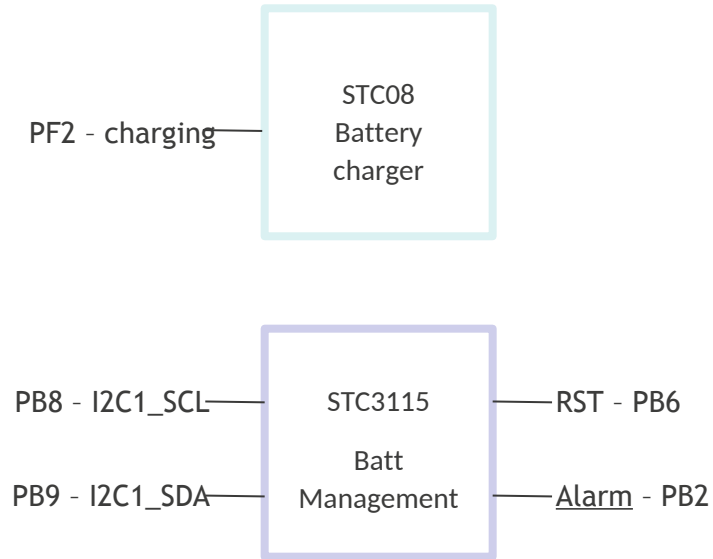 STC08
Battery
charger
PF2 - charging
PB8 - I2C1_SCL
STC3115
RST - PB6
Batt
Management
PB9 - I2C1_SDA
Alarm - PB2